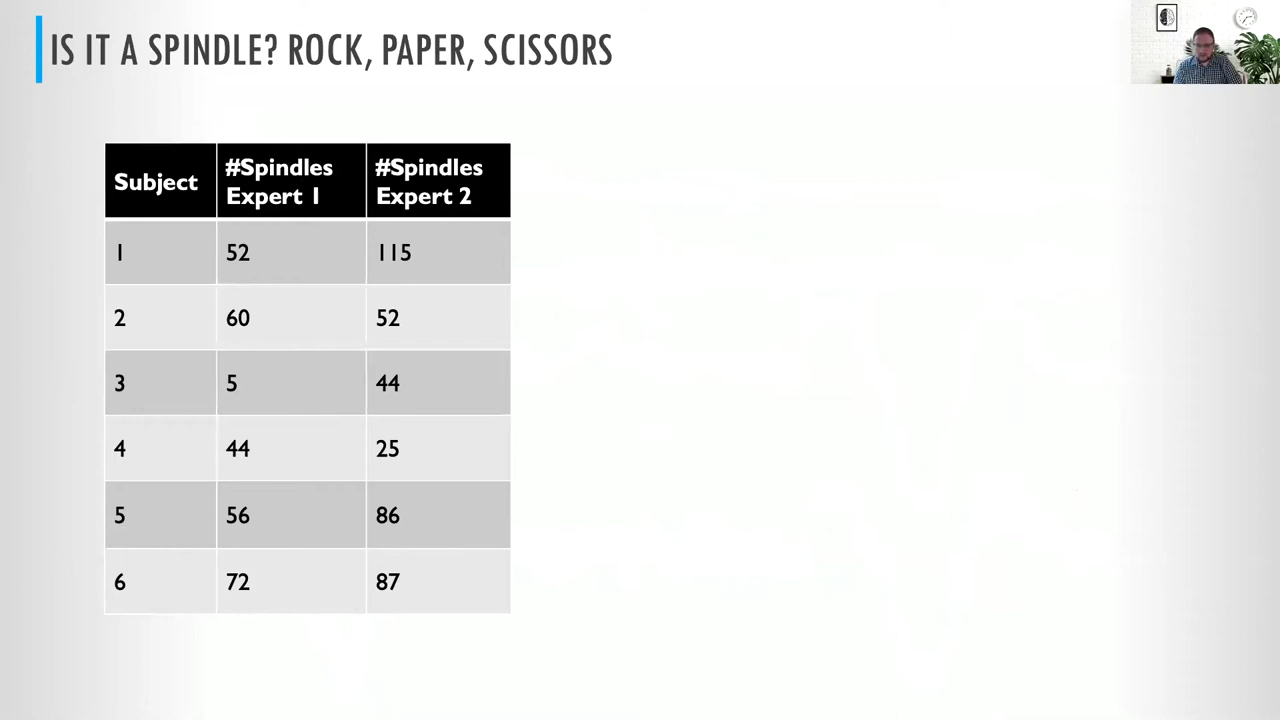 IS IT A SPINDLE? ROCK, PAPER, SCISSORS
Subject #Spindles Expert 1 #Spindles Expert 2
1 52 115
2 60 52
3 5 44
4 44 25
5 56 86
6 72 87